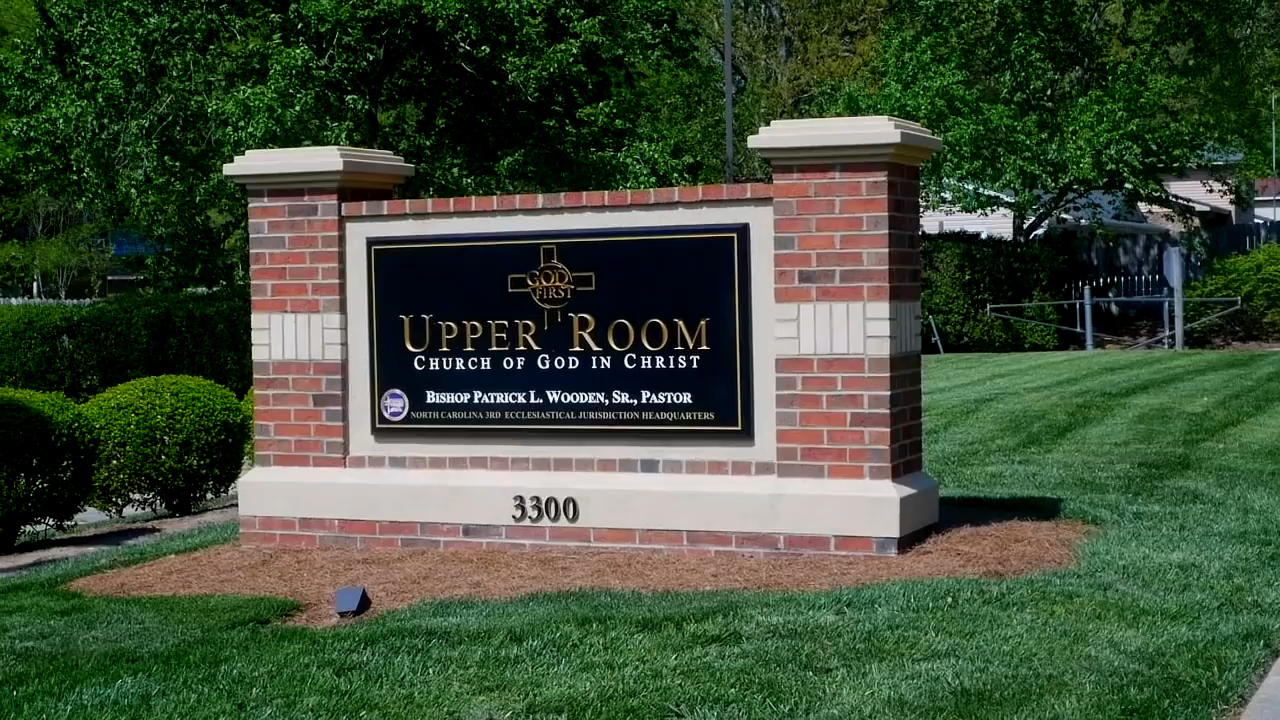 GOD
FIRST
UPPER ROOM
CHURCH OF GOD IN CHRIST
BISHOP PATRICK L. WOODEN, SR., PASTOR
NORTH CAROLINA 3RD ECCLESIASTICAL JURISDICTION HEADQUARTERS
3300